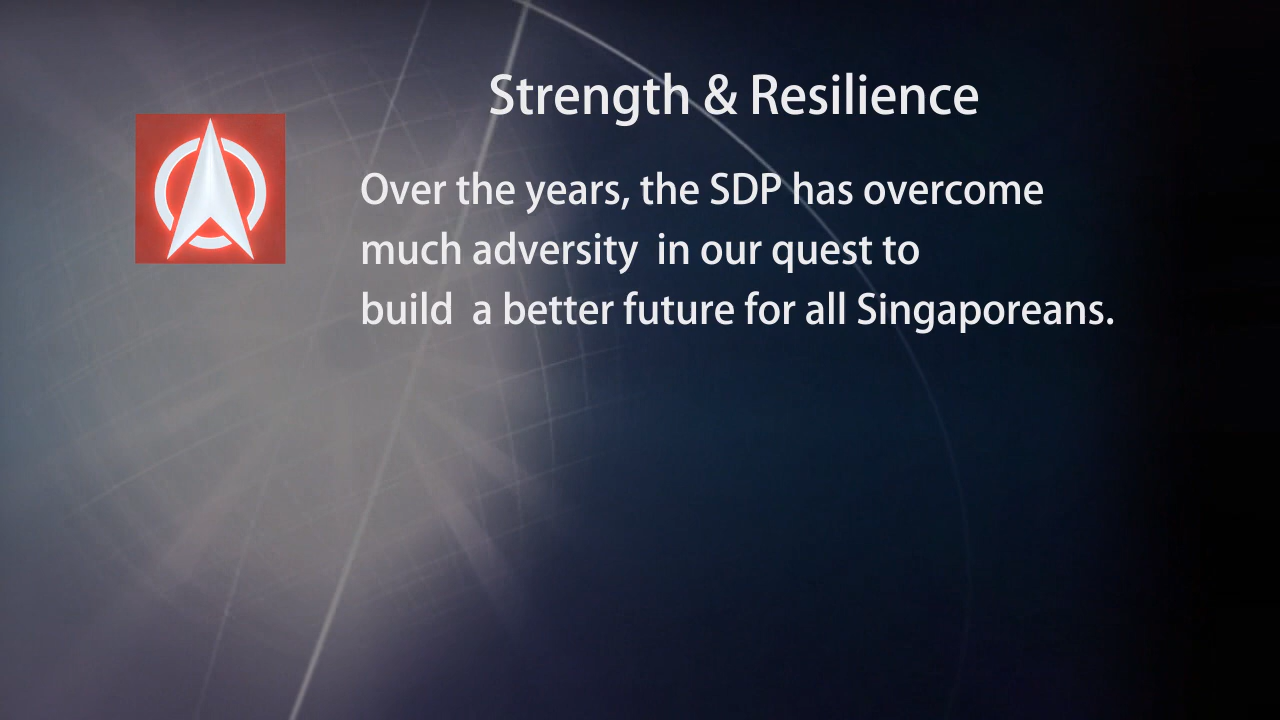 Strength & Resilience
Over the years, the SDP has overcome
much adversity  in our quest to
build  a better future for all Singaporeans.